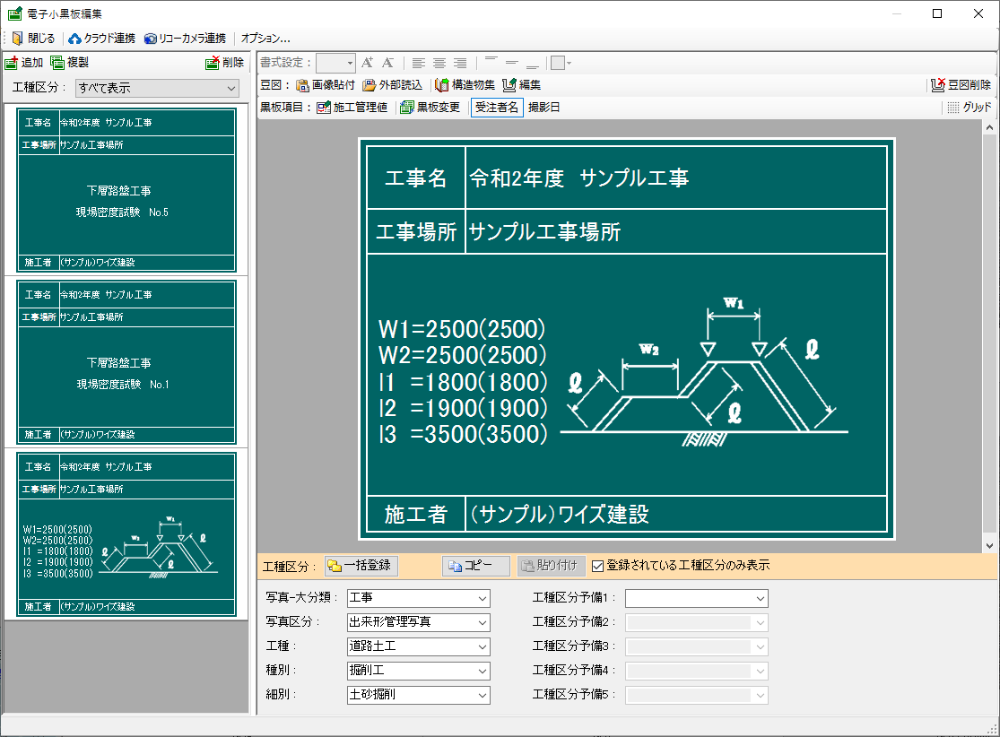 電子小黒板編集
閉じる クラウド連携 リコーカメラ連携 オプション...
追加 複製 削除
工種区分： すべて表示
工事名 令和2年度 サンプル工事
工事場所 サンプル工事場所
下層路盤工事
現場密度試験 No.5
施工者 (サンプル)ワイズ建設
工事名 令和2年度 サンプル工事
工事場所 サンプル工事場所
下層路盤工事
現場密度試験 No.1
施工者 (サンプル)ワイズ建設
工事名 令和2年度 サンプル工事
工事場所 サンプル工事場所
W1=2500(2500)
W2=2500(2500)
l1 =1800(1800)
l2 =1900(1900)
l3 =3500(3500)
W1
W2
ℓ
ℓ
ℓ
施工者 (サンプル)ワイズ建設
書式設定： A A
豆図： 画像貼付 外部読込 構造物集 編集 豆図削除
黒板項目： 施工管理値 黒板変更 受注者名 撮影日 グリッド
工事名 令和2年度 サンプル工事
工事場所 サンプル工事場所
W1=2500(2500)
W2=2500(2500)
l1 =1800(1800)
l2 =1900(1900)
l3 =3500(3500)
W1
W2
ℓ
ℓ
ℓ
施工者 (サンプル)ワイズ建設
工種区分： 一括登録 コピー 貼り付け 登録されている工種区分のみ表示
写真-大分類： 工事 工種区分予備1：
写真区分： 出来形管理写真 工種区分予備2：
工種： 道路土工 工種区分予備3：
種別： 掘削工 工種区分予備4：
細別： 土砂掘削 工種区分予備5：